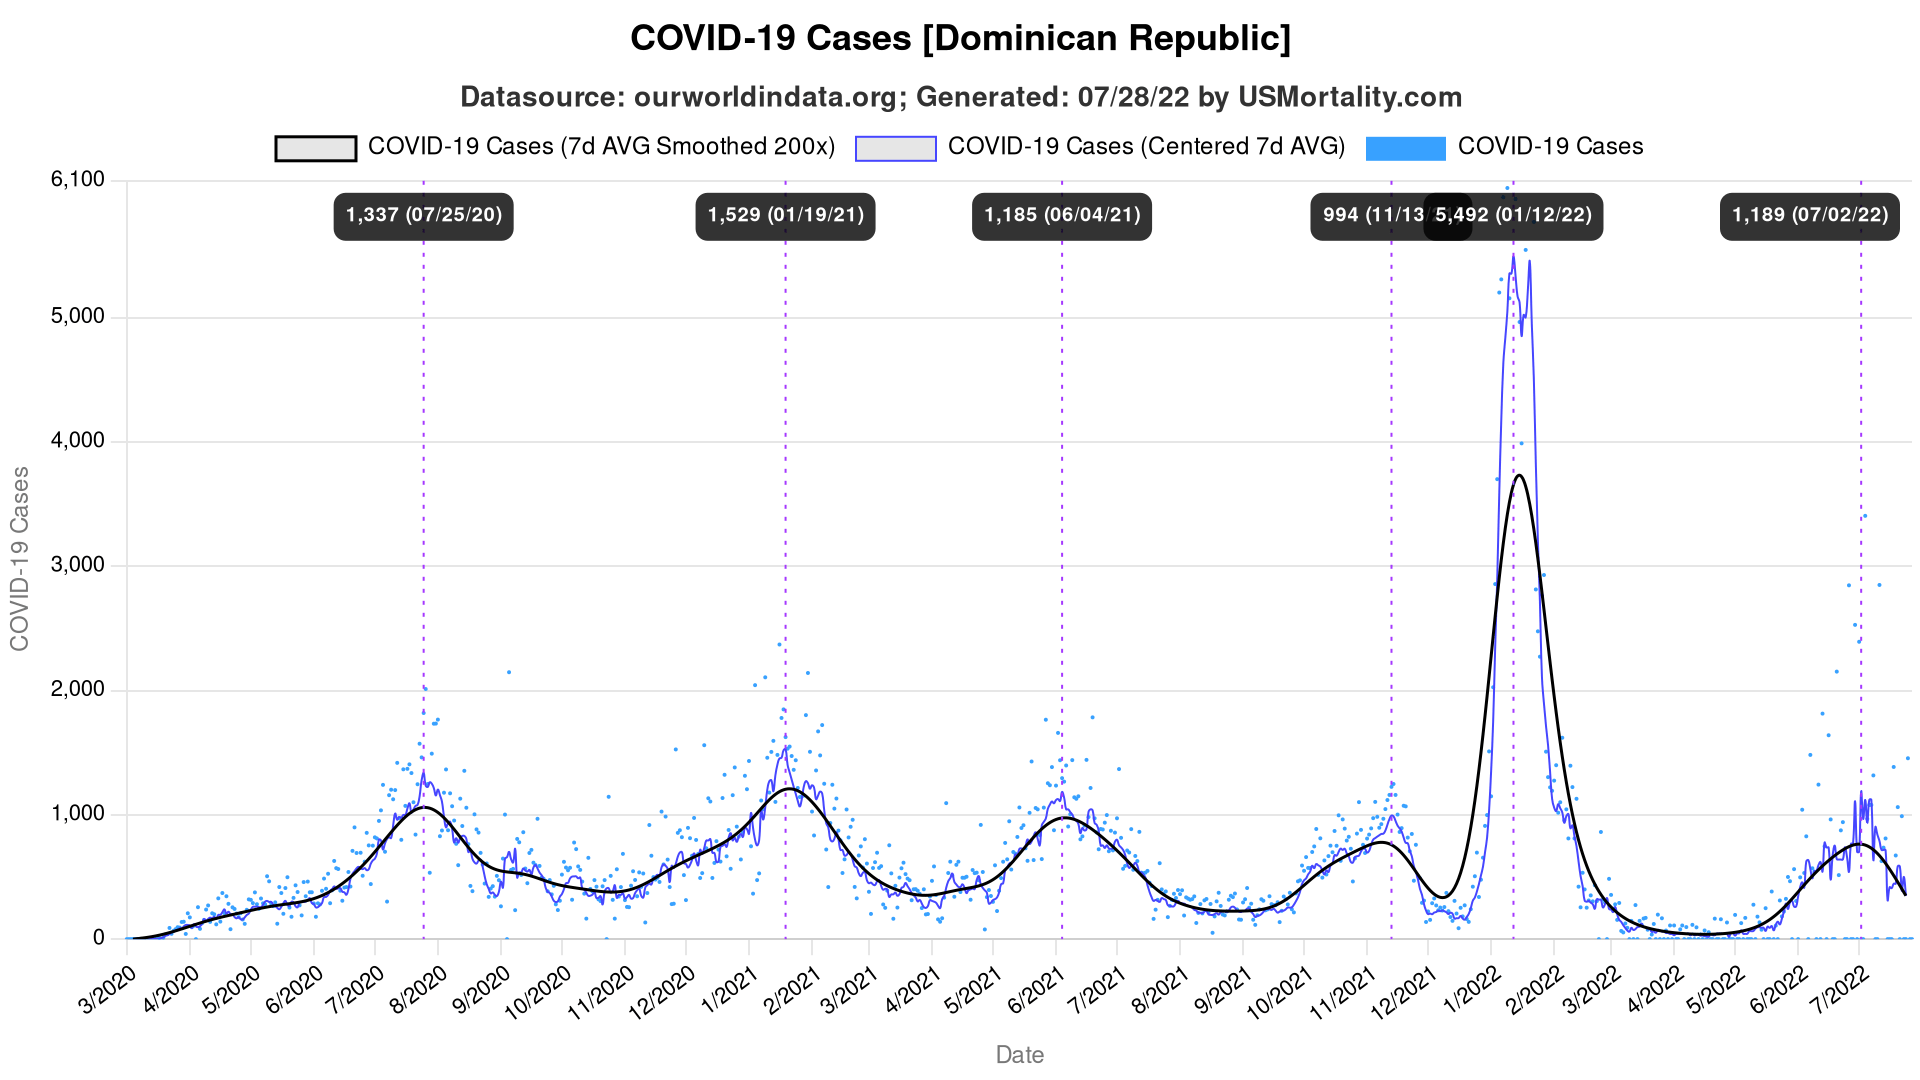 COVID-19 Cases [Dominican Republic]
Datasource: ourworldindata.org; Generated: 07/28/22 by USMortality.com
COVID-19 Cases (7d AVG Smoothed 200x) COVID-19 Cases (Centered 7d AVG) COVID-19 Cases
6,100
1,337 (07/25/20) 1,529 (01/19/21) 1,185 (06/04/21) 994 (11/13/ 5,492 (01/12/22) 1,189 (07/02/22)
5,000
4,000
3,000
2,000
1,000
0
COVID-19 Cases
3/2020 4/2020 5/2020 6/2020 7/2020 8/2020 9/2020 10/2020 11/2020 12/2020 1/2021 2/2021 3/2021 4/2021 5/2021 6/2021 7/2021 8/2021 9/2021 10/2021 11/2021 12/2021 1/2022 2/2022 3/2022 4/2022 5/2022 6/2022 7/2022
Date